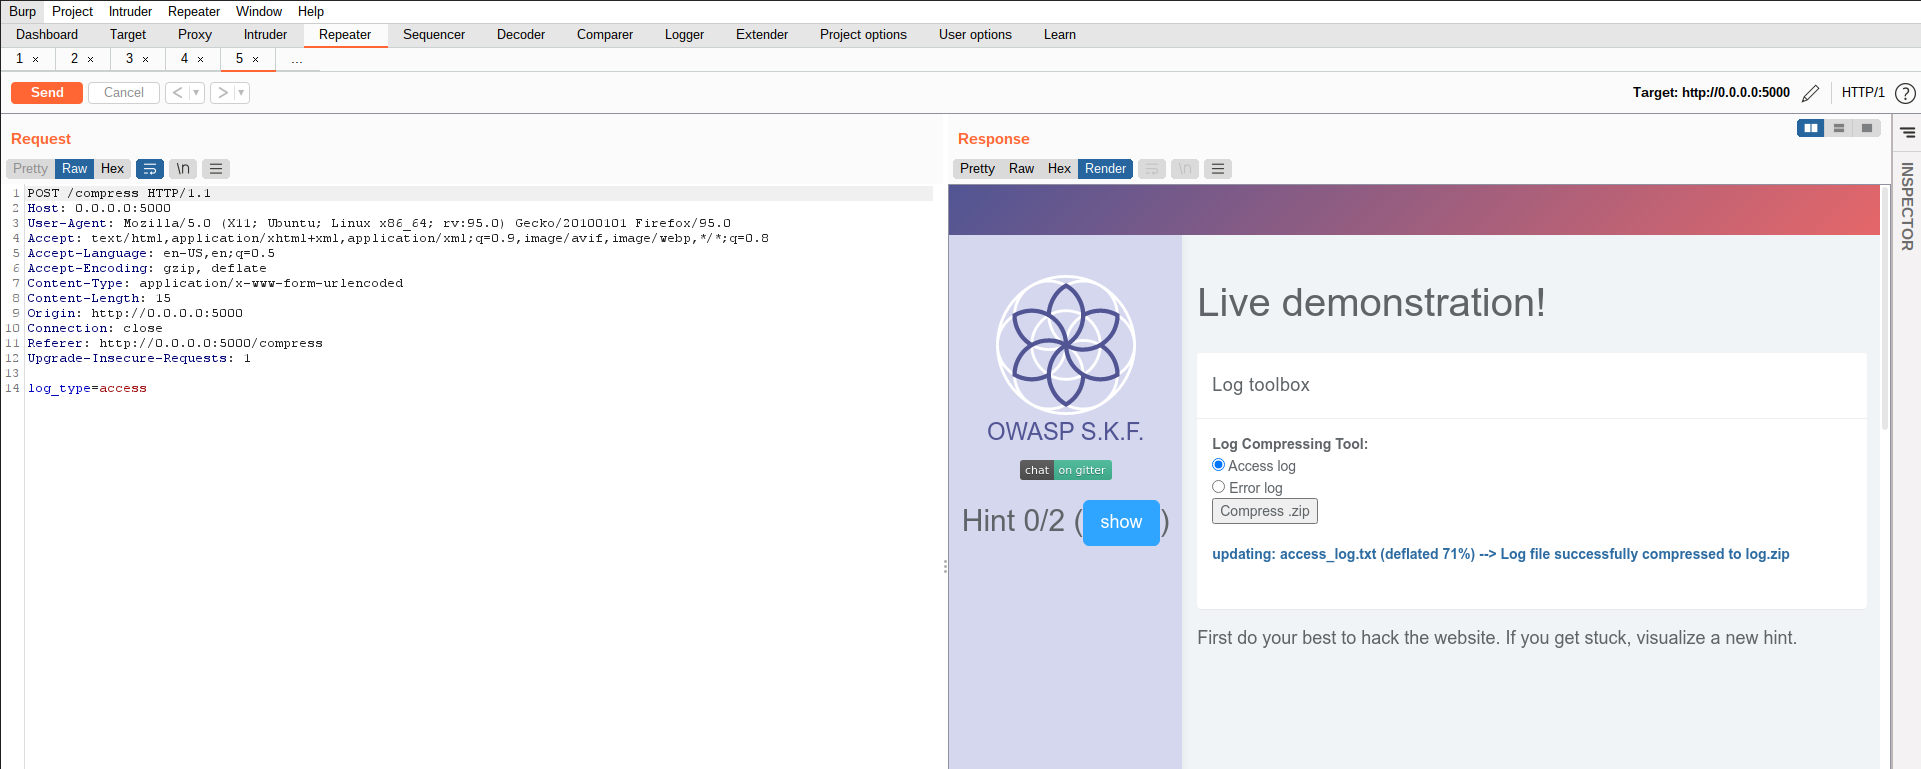 Burp Project Intruder Repeater Window Help
Dashboard Target Proxy Intruder Repeater Sequencer Decoder Comparer Logger Extender Project options User options Learn
1 × 2 × 3 × 4 × 5 × ...
Send Cancel < ▾ > ▾ Target: http://0.0.0.0:5000 HTTP/1 ?
Request
Pretty Raw Hex \n
1 POST /compress HTTP/1.1
2 Host: 0.0.0.0:5000
3 User-Agent: Mozilla/5.0 (X11; Ubuntu; Linux x86_64; rv:95.0) Gecko/20100101 Firefox/95.0
4 Accept: text/html,application/xhtml+xml,application/xml;q=0.9,image/avif,image/webp,*/*;q=0.8
5 Accept-Language: en-US,en;q=0.5
6 Accept-Encoding: gzip, deflate
7 Content-Type: application/x-www-form-urlencoded
8 Content-Length: 15
9 Origin: http://0.0.0.0:5000
10 Connection: close
11 Referer: http://0.0.0.0:5000/compress
12 Upgrade-Insecure-Requests: 1
13
14 log_type=access
Response
Pretty Raw Hex Render \n
INSPECTOR
OWASP S.K.F.
chat on gitter
Hint 0/2 (show)
Live demonstration!
Log toolbox
Log Compressing Tool:
Access log
Error log
Compress .zip
updating: access_log.txt (deflated 71%) --> Log file successfully compressed to log.zip
First do your best to hack the website. If you get stuck, visualize a new hint.